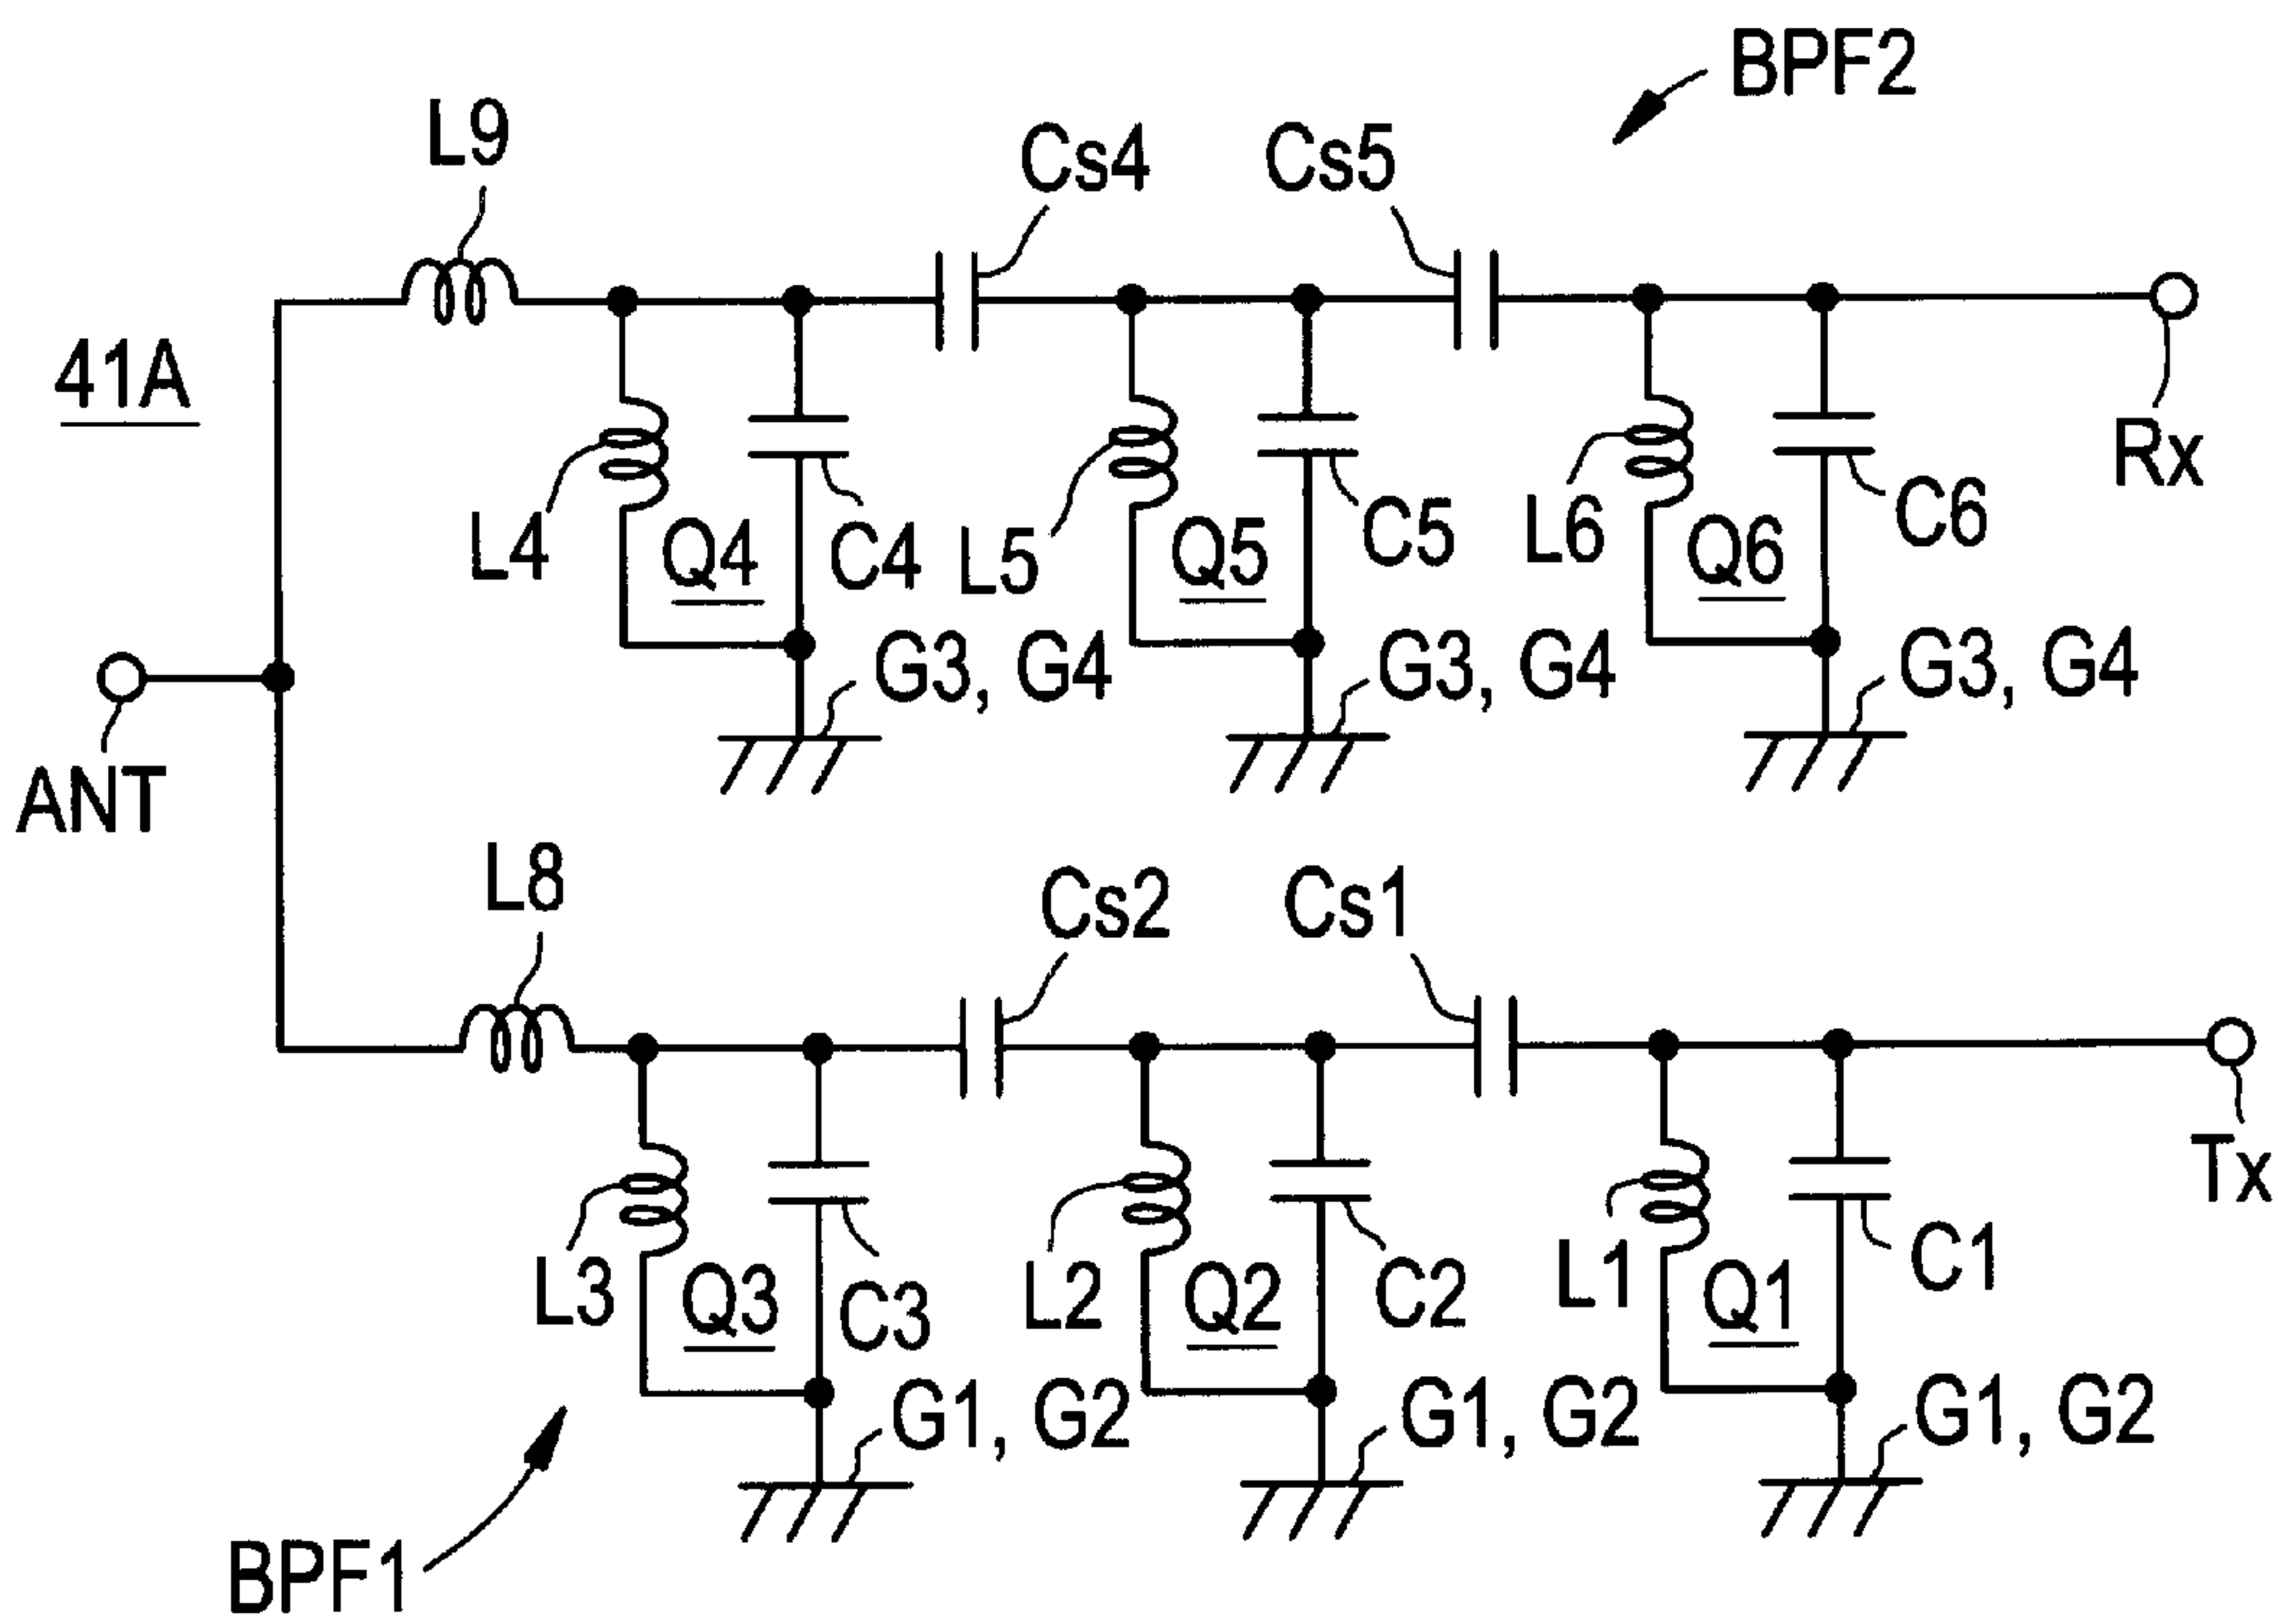 BPF2
L9
Cs4
Cs5
41A
L4
Q4
C4
L5
Q5
C5
L6
Q6
C6
Rx
G3, G4
G3, G4
G3, G4
ANT
L8
Cs2
Cs1
L3
Q3
C3
L2
Q2
C2
L1
Q1
C1
Tx
G1, G2
G1, G2
G1, G2
BPF1